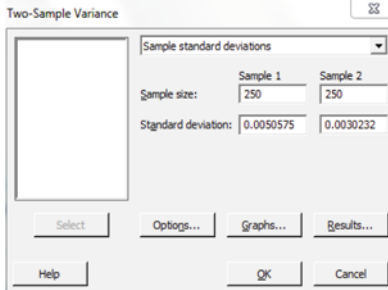 Two-Sample Variance
Sample standard deviations
Sample 1 Sample 2
Sample size: 250 250
Standard deviation: 0.0050575 0.0030232
Select Options... Graphs... Results...
Help OK Cancel